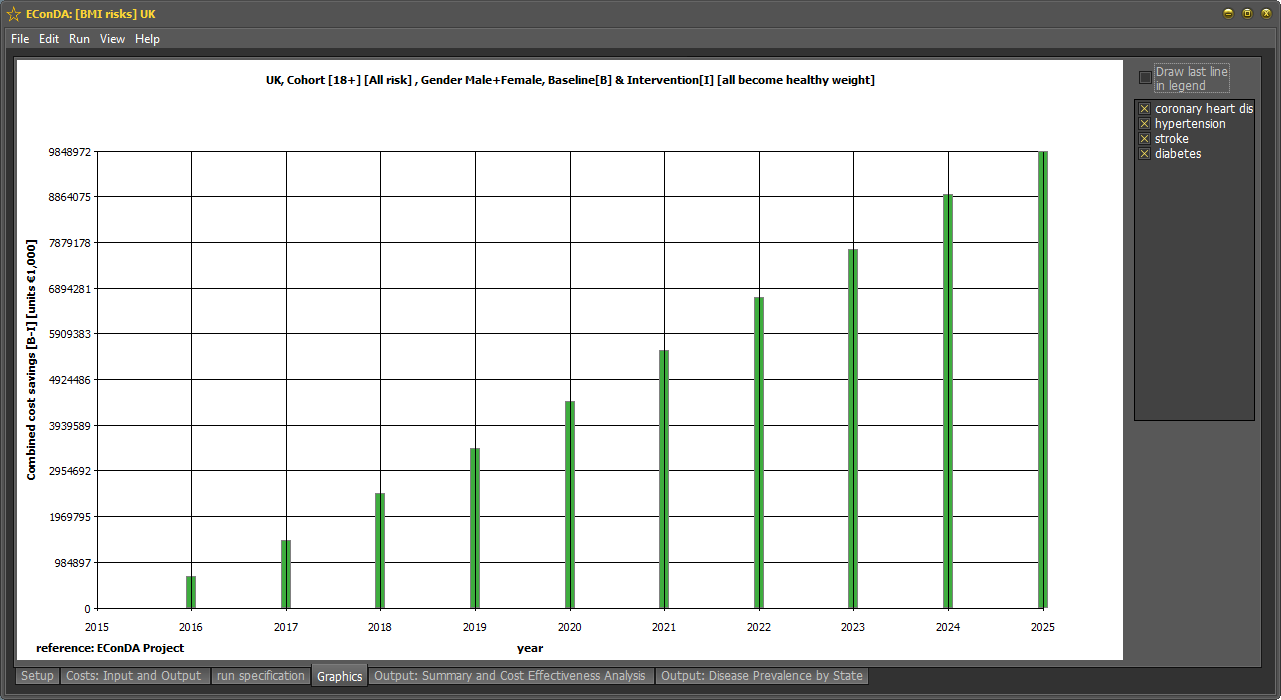 EConDA: [BMI risks] UK
File Edit Run View Help
UK, Cohort [18+] [All risk] , Gender Male+Female, Baseline[B] & Intervention[I] [all become healthy weight]
Combined cost savings [B-I] [units €1,000]
9848972
8864075
7879178
6894281
5909383
4924486
3939589
2954692
1969795
984897
0
2015 2016 2017 2018 2019 2020 2021 2022 2023 2024 2025
reference: EConDA Project year
Draw last line
in legend
coronary heart dis
hypertension
stroke
diabetes
Setup Costs: Input and Output run specification Graphics Output: Summary and Cost Effectiveness Analysis Output: Disease Prevalence by State